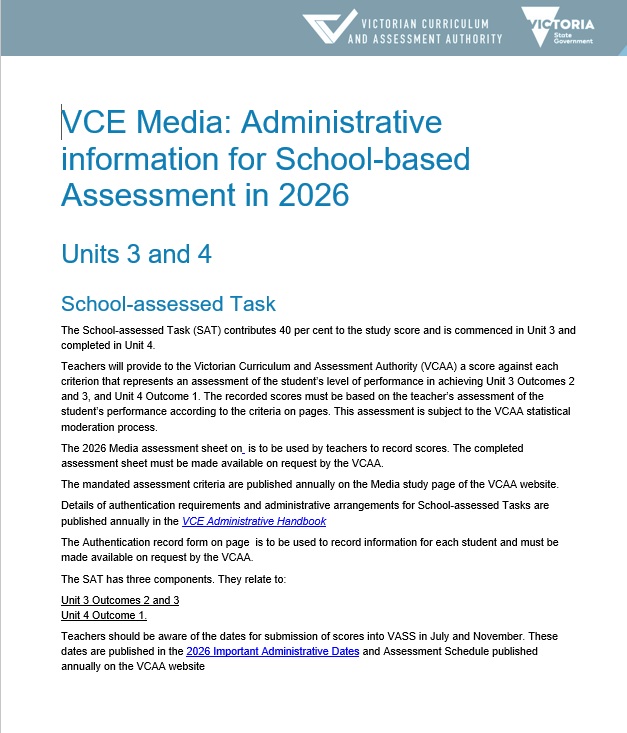 VICTORIAN CURRICULUM
AND ASSESSMENT AUTHORITY
VICTORIA
State
Government
VCE Media: Administrative
information for School-based
Assessment in 2026
Units 3 and 4
School-assessed Task
The School-assessed Task (SAT) contributes 40 per cent to the study score and is commenced in Unit 3 and
completed in Unit 4.
Teachers will provide to the Victorian Curriculum and Assessment Authority (VCAA) a score against each
criterion that represents an assessment of the student's level of performance in achieving Unit 3 Outcomes 2
and 3, and Unit 4 Outcome 1. The recorded scores must be based on the teacher's assessment of the
student's performance according to the criteria on pages. This assessment is subject to the VCAA statistical
moderation process.
The 2026 Media assessment sheet on  is to be used by teachers to record scores. The completed
assessment sheet must be made available on request by the VCAA.
The mandated assessment criteria are published annually on the Media study page of the VCAA website.
Details of authentication requirements and administrative arrangements for School-assessed Tasks are
published annually in the VCE Administrative Handbook
The Authentication record form on page  is to be used to record information for each student and must be
made available on request by the VCAA.
The SAT has three components. They relate to:
Unit 3 Outcomes 2 and 3
Unit 4 Outcome 1.
Teachers should be aware of the dates for submission of scores into VASS in July and November. These
dates are published in the 2026 Important Administrative Dates and Assessment Schedule published
annually on the VCAA website